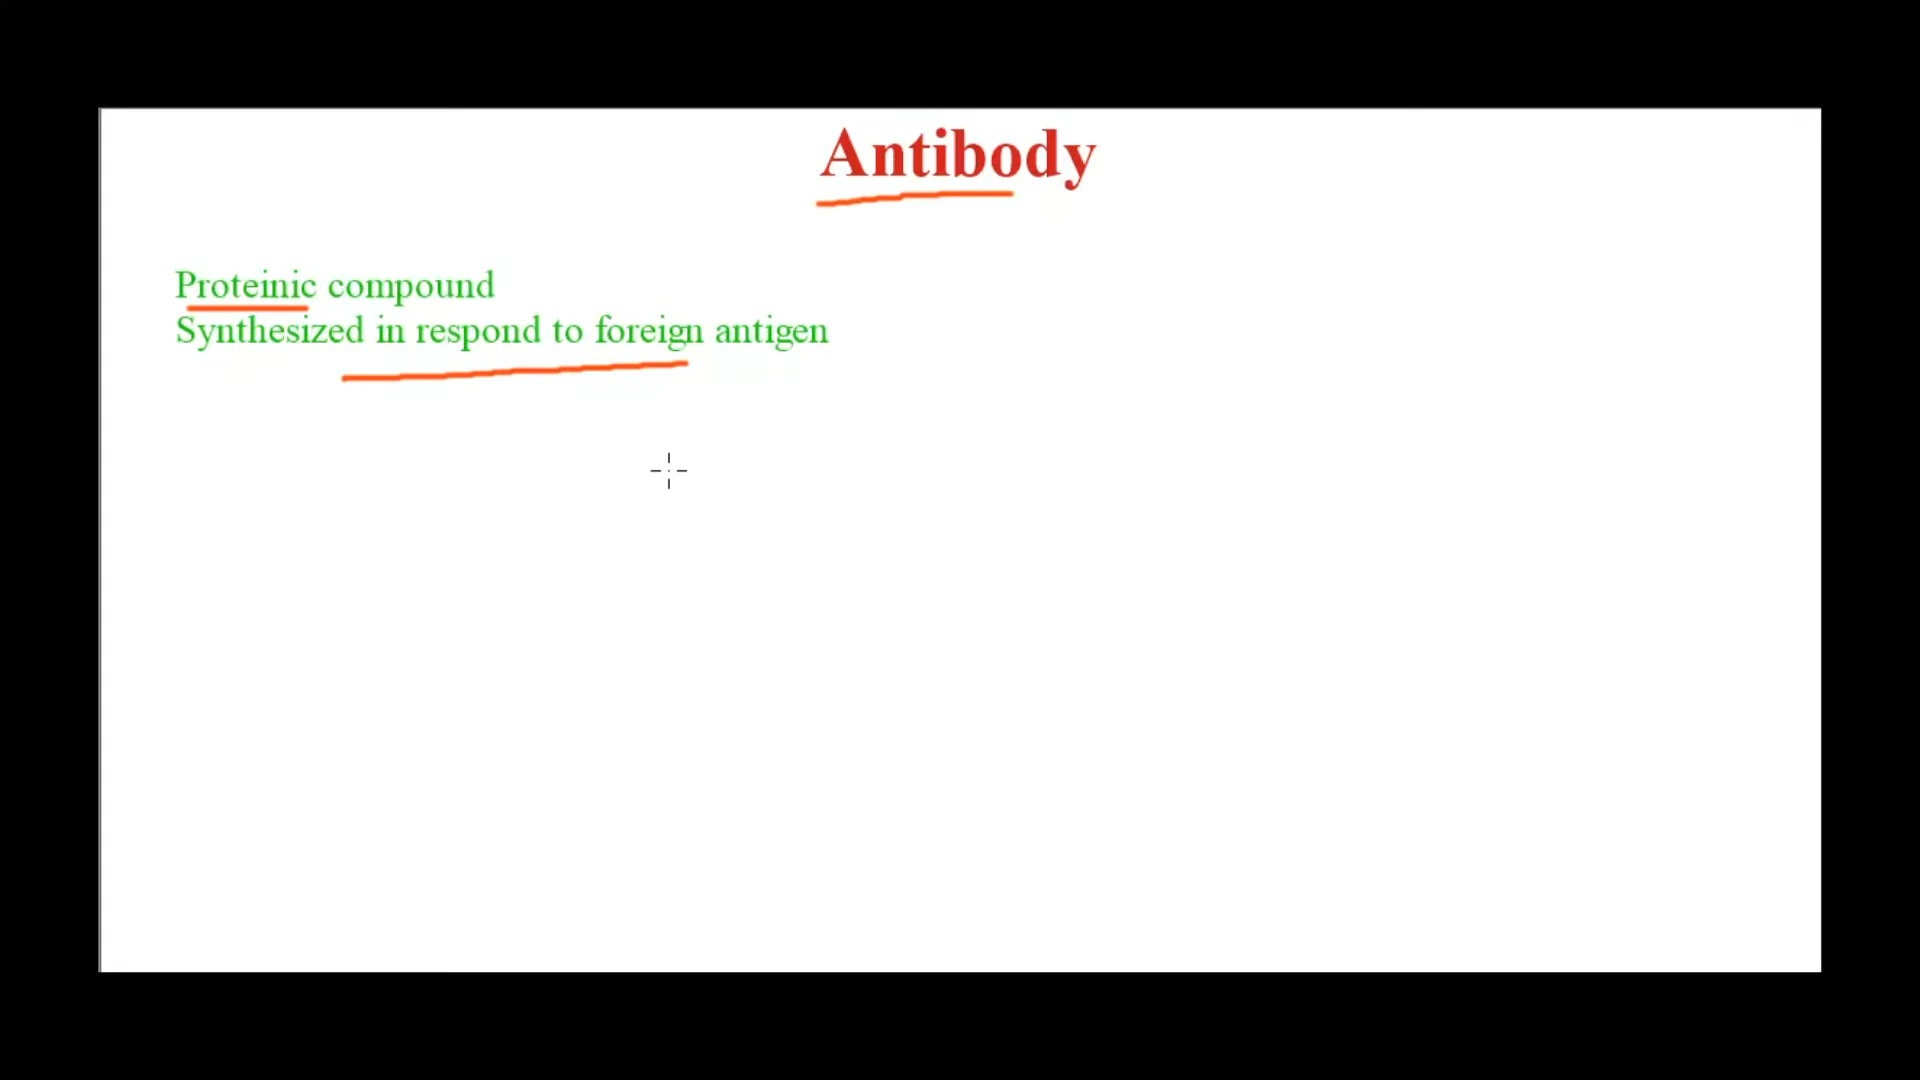 Antibody
Proteinic compound
Synthesized in respond to foreign antigen